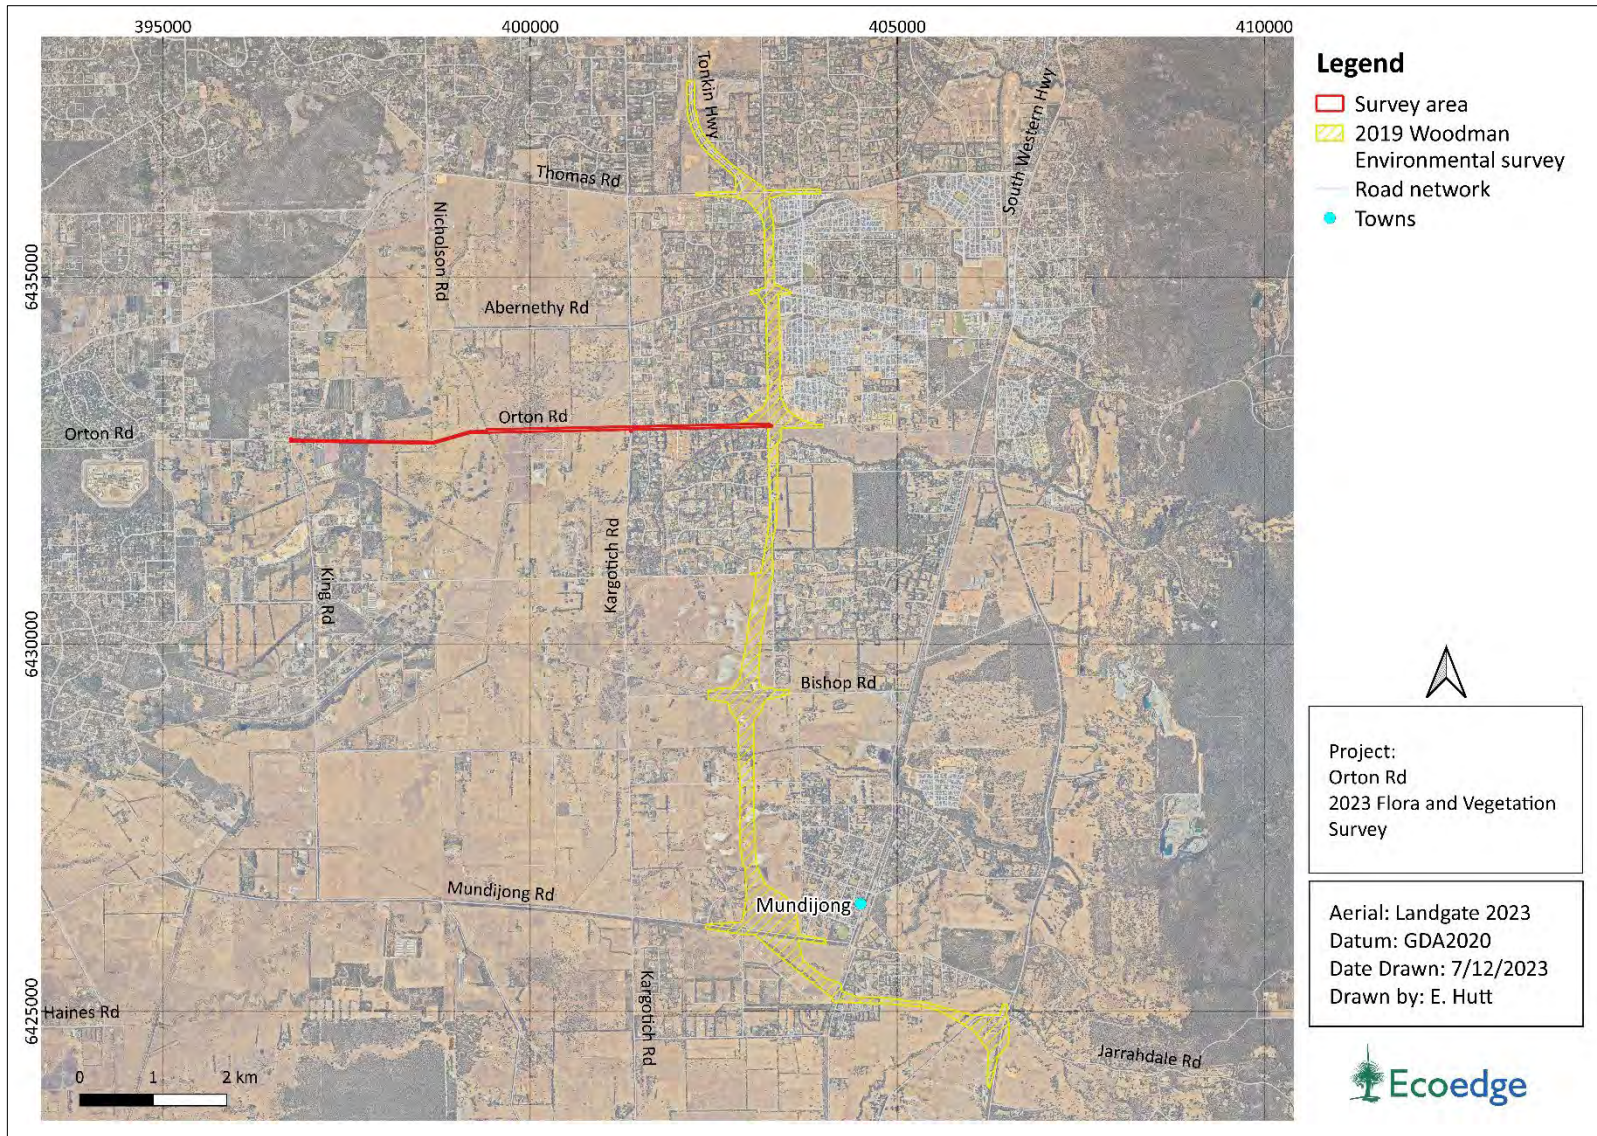 395000
400000
405000
410000
Tonkin Hwy
South Western Hwy
Thomas Rd
Nicholson Rd
6435000
Abernethy Rd
Orton Rd
Orton Rd
Kargotich Rd
King Rd
6430000
Bishop Rd
Mundijong Rd
Mundijong
Kargotich Rd
6425000
Haines Rd
Jarrahdale Rd
0 1 2 km
Legend
Survey area
2019 Woodman
Environmental survey
Road network
Towns
Project:
Orton Rd
2023 Flora and Vegetation
Survey
Aerial: Landgate 2023
Datum: GDA2020
Date Drawn: 7/12/2023
Drawn by: E. Hutt
Ecoedge